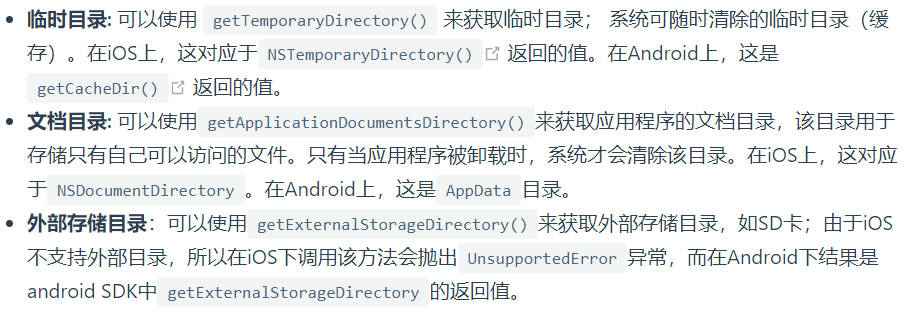 • 临时目录: 可以使用 getTemporaryDirectory() 来获取临时目录； 系统可随时清除的临时目录（缓
存）。在iOS上，这对应于 NSTemporaryDirectory() 返回的值。在Android上，这是
getCacheDir() 返回的值。
• 文档目录: 可以使用 getApplicationDocumentsDirectory() 来获取应用程序的文档目录，该目录用于
存储只有自己可以访问的文件。只有当应用程序被卸载时，系统才会清除该目录。在iOS上，这对应
于 NSDocumentDirectory 。在Android上，这是 AppData 目录。
• 外部存储目录：可以使用 getExternalStorageDirectory() 来获取外部存储目录，如SD卡；由于iOS
不支持外部目录，所以在iOS下调用该方法会抛出 UnsupportedError 异常，而在Android下结果是
android SDK中 getExternalStorageDirectory 的返回值。